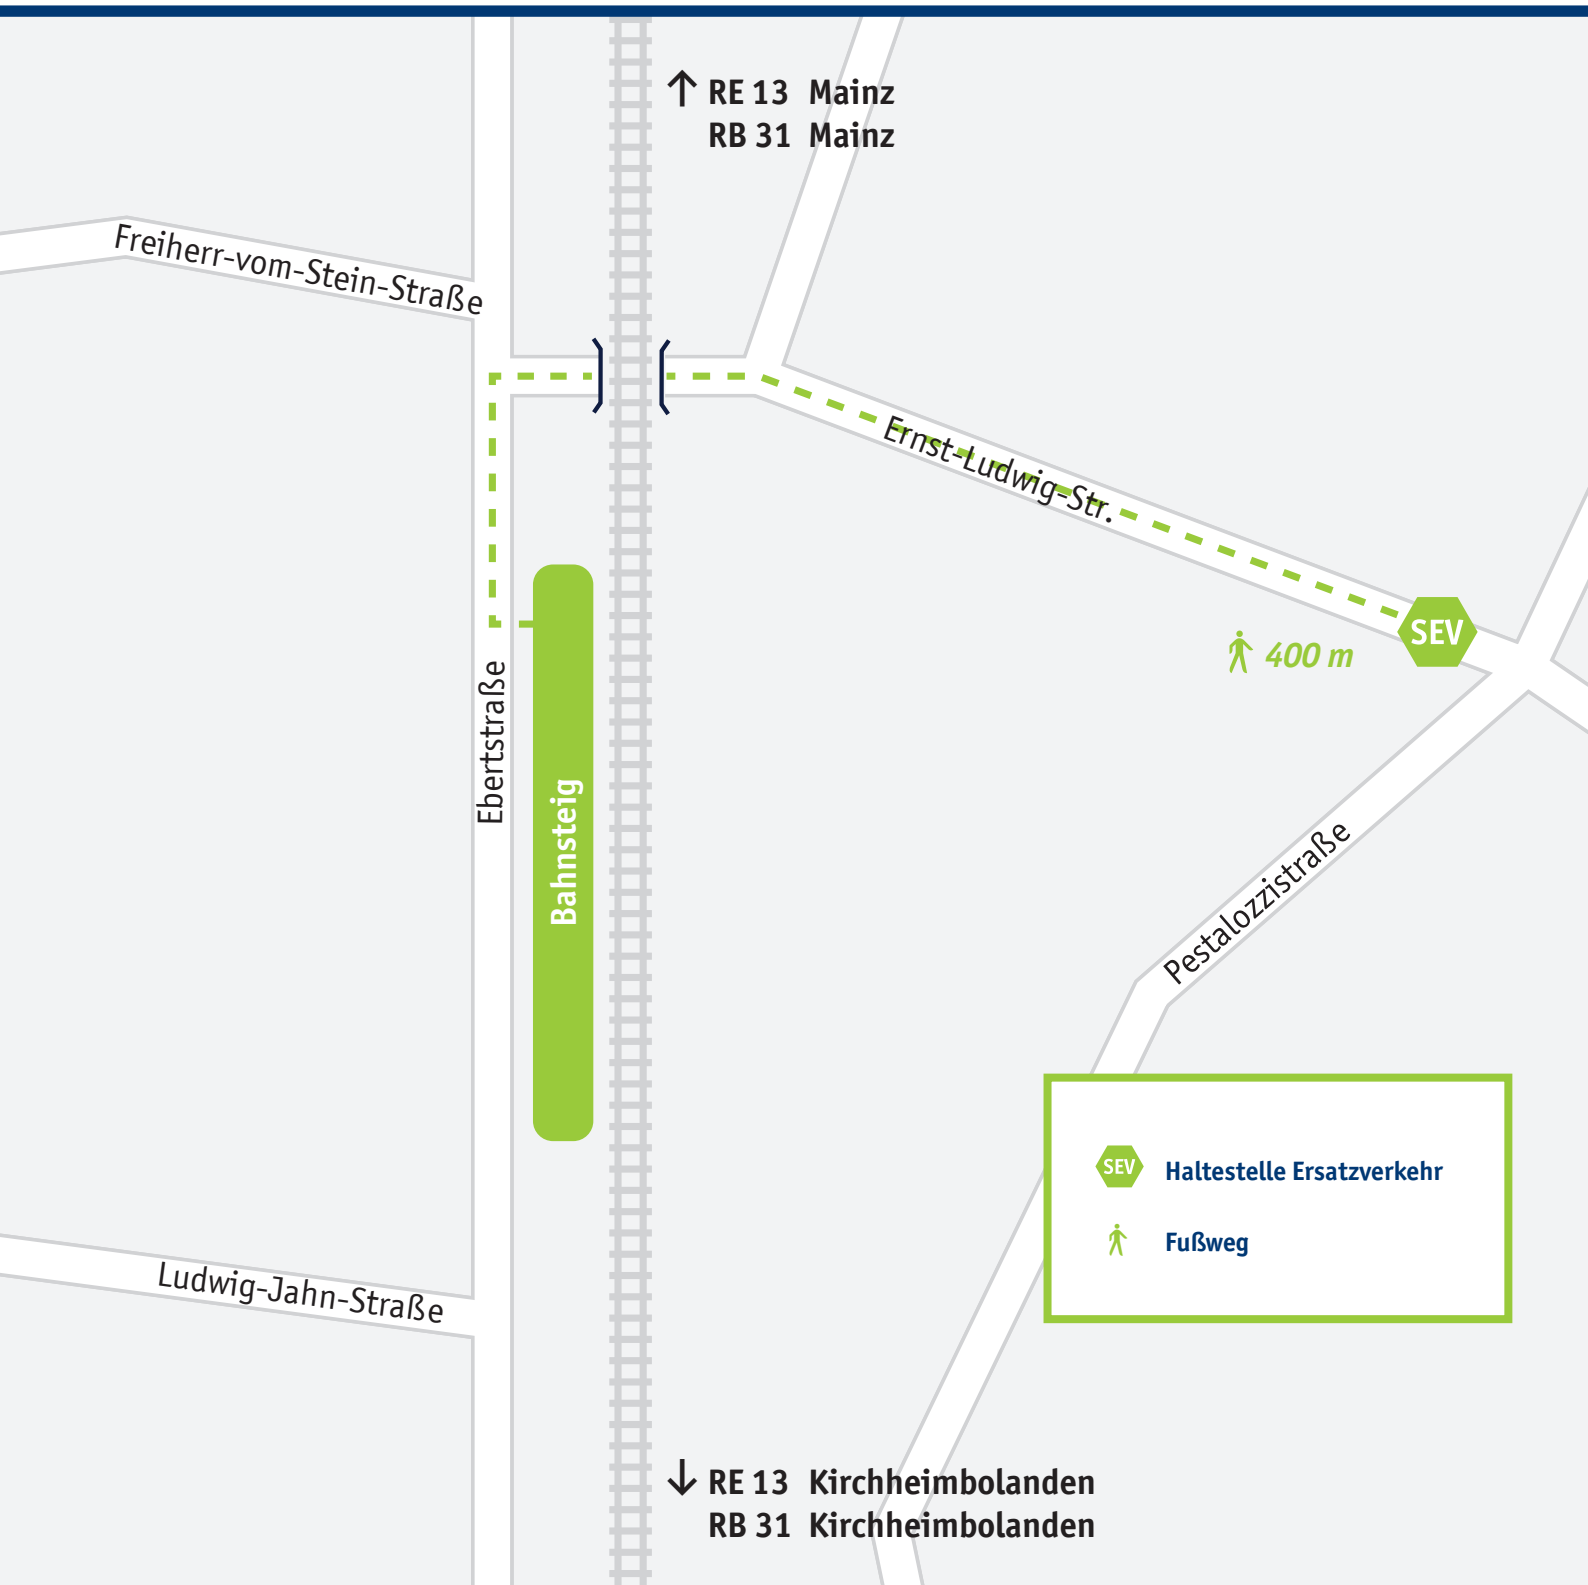 ↑ RE 13 Mainz
RB 31 Mainz
Freiherr-vom-Stein-Straße
Ernst-Ludwig-Str.
SEV
400 m
Ebertstraße
Bahnsteig
Pestalozzistraße
SEV Haltestelle Ersatzverkehr
Fußweg
Ludwig-Jahn-Straße
↓ RE 13 Kirchheimbolanden
RB 31 Kirchheimbolanden